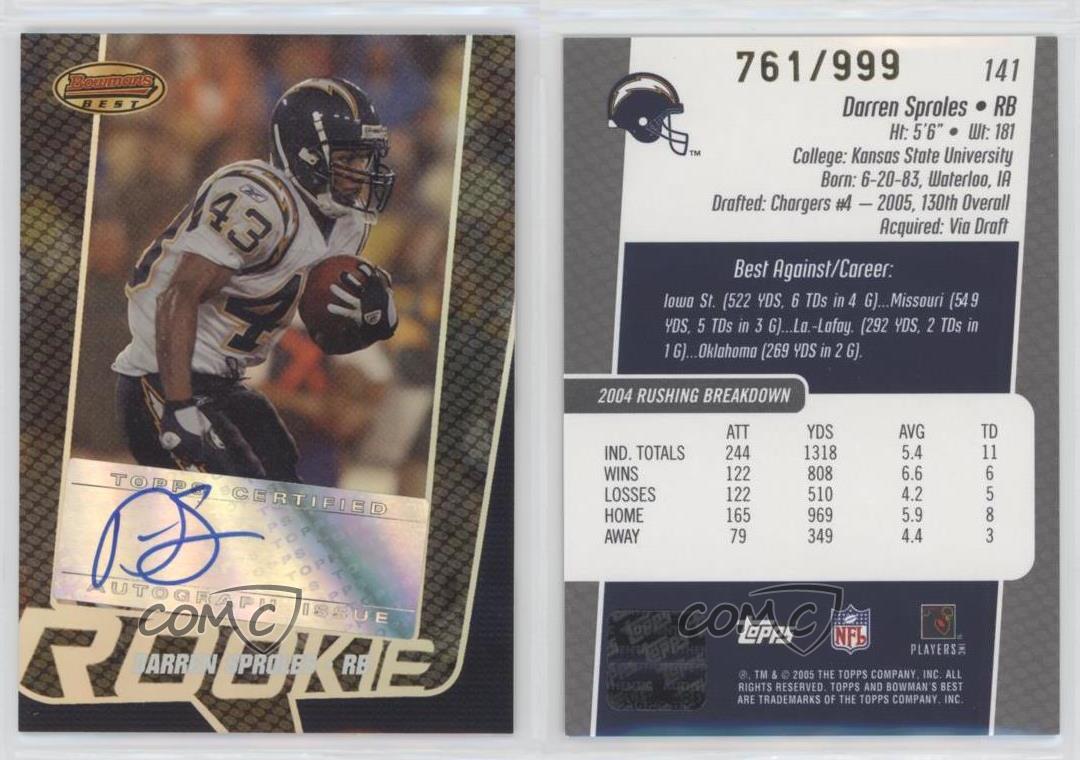 Bowman's
BEST
43
4
TOPPS CERTIFIED
AUTOGRAPH ISSUE
ROOKIE
DARREN SPROLES RB
COMC
761/999
141
Darren Sproles • RB
Ht: 5'6" • Wt: 181
College: Kansas State University
Born: 6-20-83, Waterloo, IA
Drafted: Chargers #4 — 2005, 130th Overall
Acquired: Via Draft
Best Against/Career:
Iowa St. (522 YDS, 6 TDs in 4 G)...Missouri (549
YDS, 5 TDs in 3 G)...La.-Lafay. (292 YDS, 2 TDs in
1 G)...Oklahoma (269 YDS in 2 G).
2004 RUSHING BREAKDOWN
ATT YDS AVG TD
IND. TOTALS 244 1318 5.4 11
WINS 122 808 6.6 6
LOSSES 122 510 4.2 5
HOME 165 969 5.9 8
AWAY 79 349 4.4 3
COMC
Topps
NFL
PLAYERS INC
®, TM & © 2005 THE TOPPS COMPANY, INC. ALL
RIGHTS RESERVED. TOPPS AND BOWMAN'S BEST
ARE TRADEMARKS OF THE TOPPS COMPANY, INC.